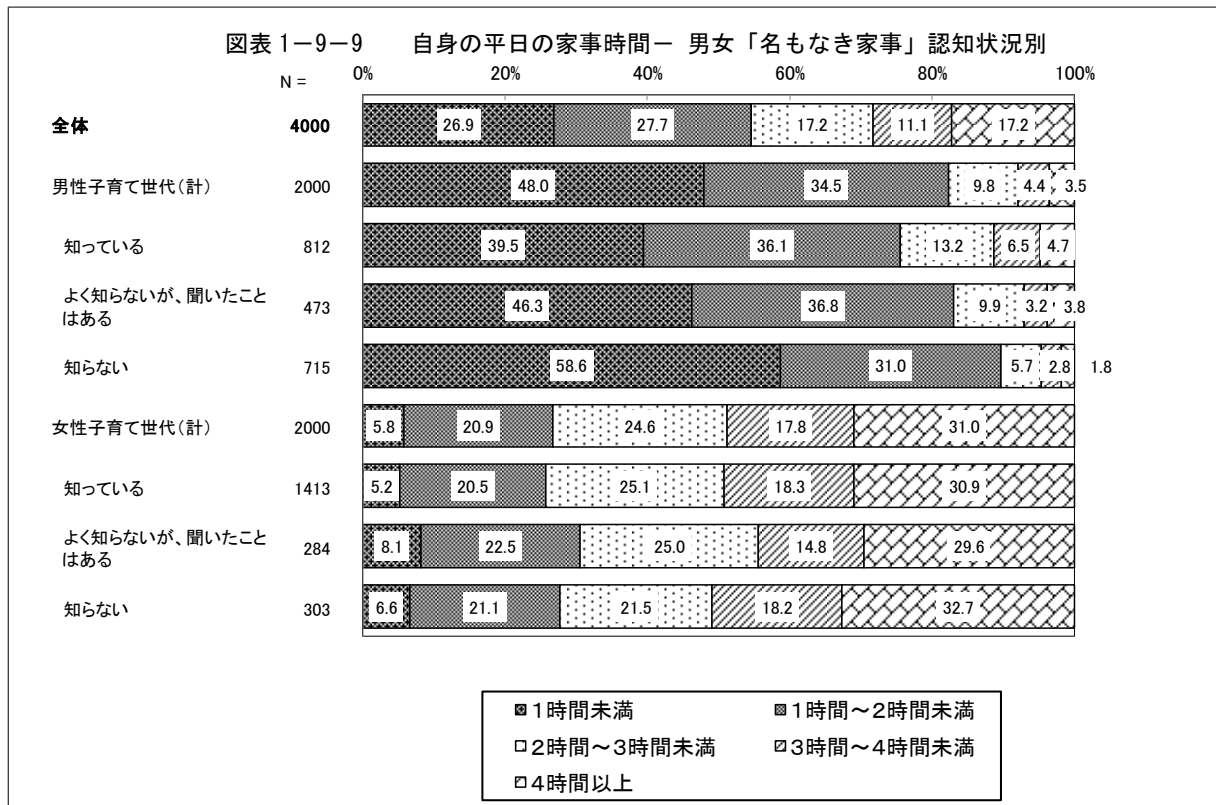 図表1-9-9 自身の平日の家事時間- 男女「名もなき家事」認知状況別
0% 20% 40% 60% 80% 100%
N =
全体 4000 26.9 27.7 17.2 11.1 17.2
男性子育て世代(計) 2000 48.0 34.5 9.8 4.4 3.5
知っている 812 39.5 36.1 13.2 6.5 4.7
よく知らないが、聞いたこと
はある 473 46.3 36.8 9.9 3.2 3.8
知らない 715 58.6 31.0 5.7 2.8 1.8
女性子育て世代(計) 2000 5.8 20.9 24.6 17.8 31.0
知っている 1413 5.2 20.5 25.1 18.3 30.9
よく知らないが、聞いたこと
はある 284 8.1 22.5 25.0 14.8 29.6
知らない 303 6.6 21.1 21.5 18.2 32.7
1時間未満 1時間~2時間未満
2時間~3時間未満 3時間~4時間未満
4時間以上